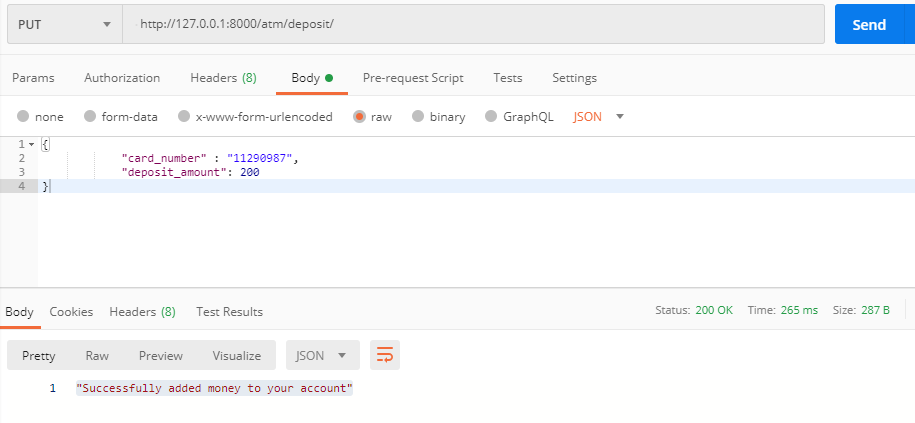 PUT http://127.0.0.1:8000/atm/deposit/ Send
Params Authorization Headers (8) Body Pre-request Script Tests Settings
none form-data x-www-form-urlencoded raw binary GraphQL JSON
1 {
2 "card_number" : "11290987",
3 "deposit_amount": 200
4 }
Body Cookies Headers (8) Test Results Status: 200 OK Time: 265 ms Size: 287 B
Pretty Raw Preview Visualize JSON
1 "Successfully added money to your account"